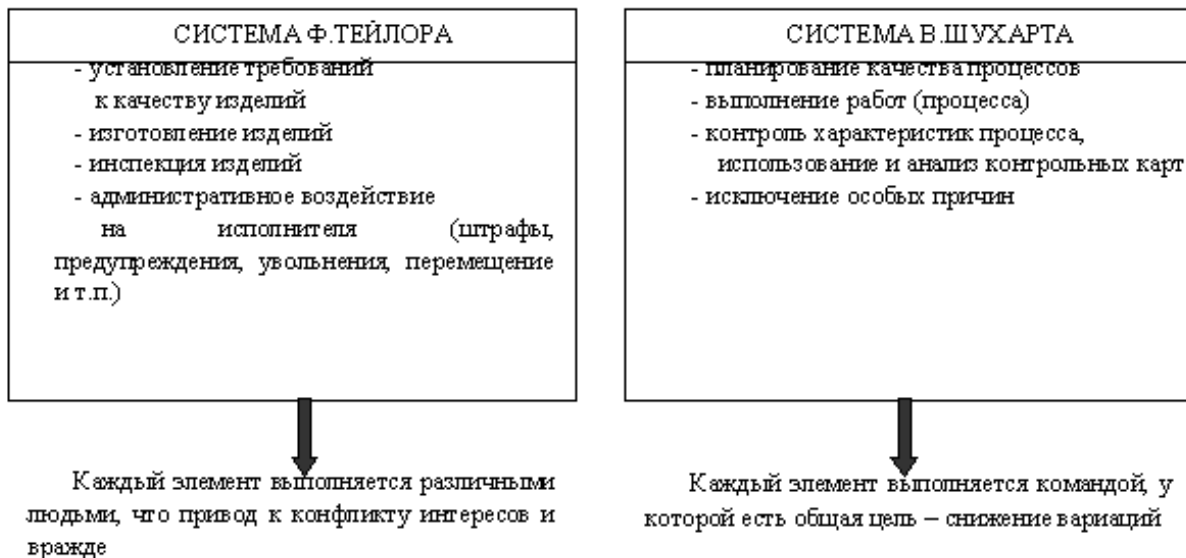 СИСТЕМА Ф.ТЕЙЛОРА
- установление требований
к качеству изделий
- изготовление изделий
- инспекция изделий
- административное воздействие
на исполнителя (штрафы,
предупреждения, увольнения, перемещение
и т.п.)
Каждый элемент выполняется различными
людьми, что привод к конфликту интересов и
вражде
СИСТЕМА В.ШУХАРТА
- планирование качества процессов
- выполнение работ (процесса)
- контроль характеристик процесса,
использование и анализ контрольных карт
- исключение особых причин
Каждый элемент выполняется командой, у
которой есть общая цель – снижение вариаций